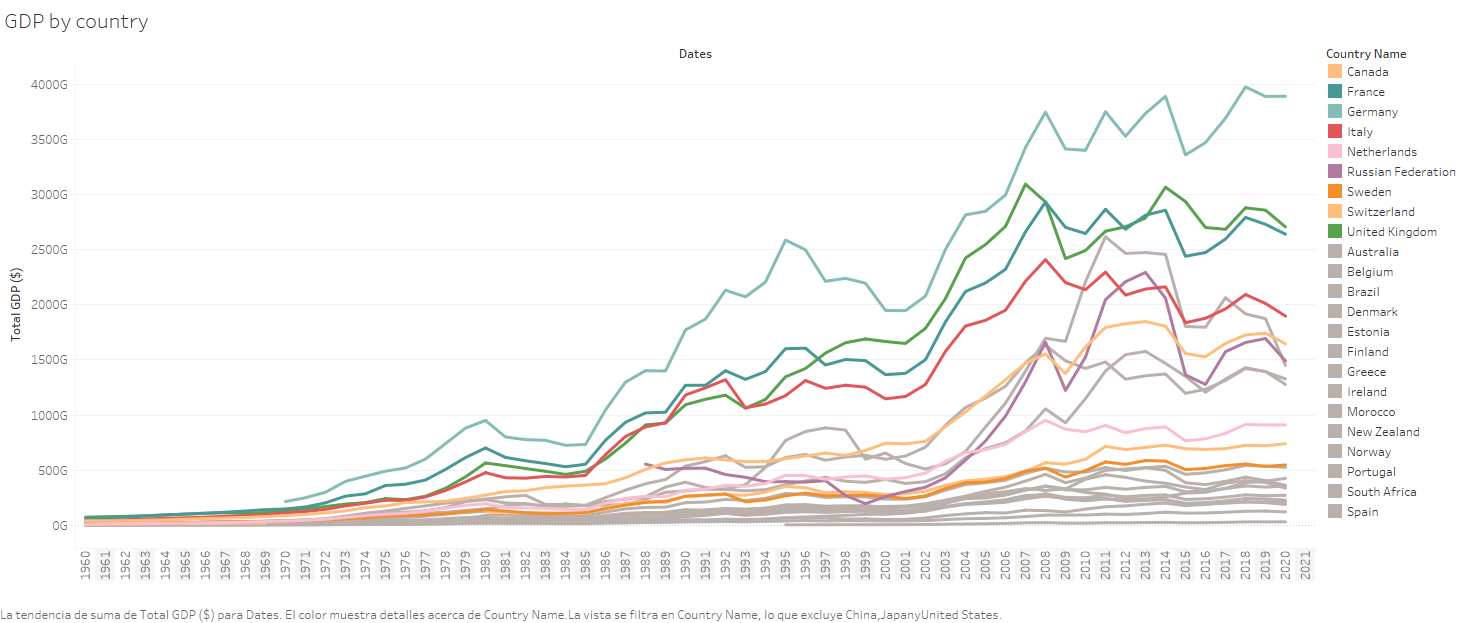 GDP by country
Dates
Total GDP ($)
4000G
3500G
3000G
2500G
2000G
1500G
1000G
500G
0G
1960 1961 1962 1963 1964 1965 1966 1967 1968 1969 1970 1971 1972 1973 1974 1975 1976 1977 1978 1979 1980 1981 1982 1983 1984 1985 1986 1987 1988 1989 1990 1991 1992 1993 1994 1995 1996 1997 1998 1999 2000 2001 2002 2003 2004 2005 2006 2007 2008 2009 2010 2011 2012 2013 2014 2015 2016 2017 2018 2019 2020 2021
Country Name
Canada
France
Germany
Italy
Netherlands
Russian Federation
Sweden
Switzerland
United Kingdom
Australia
Belgium
Brazil
Denmark
Estonia
Finland
Greece
Ireland
Morocco
New Zealand
Norway
Portugal
South Africa
Spain
La tendencia de suma de Total GDP ($) para Dates. El color muestra detalles acerca de Country Name.La vista se filtra en Country Name, lo que excluye China,JapanyUnited States.